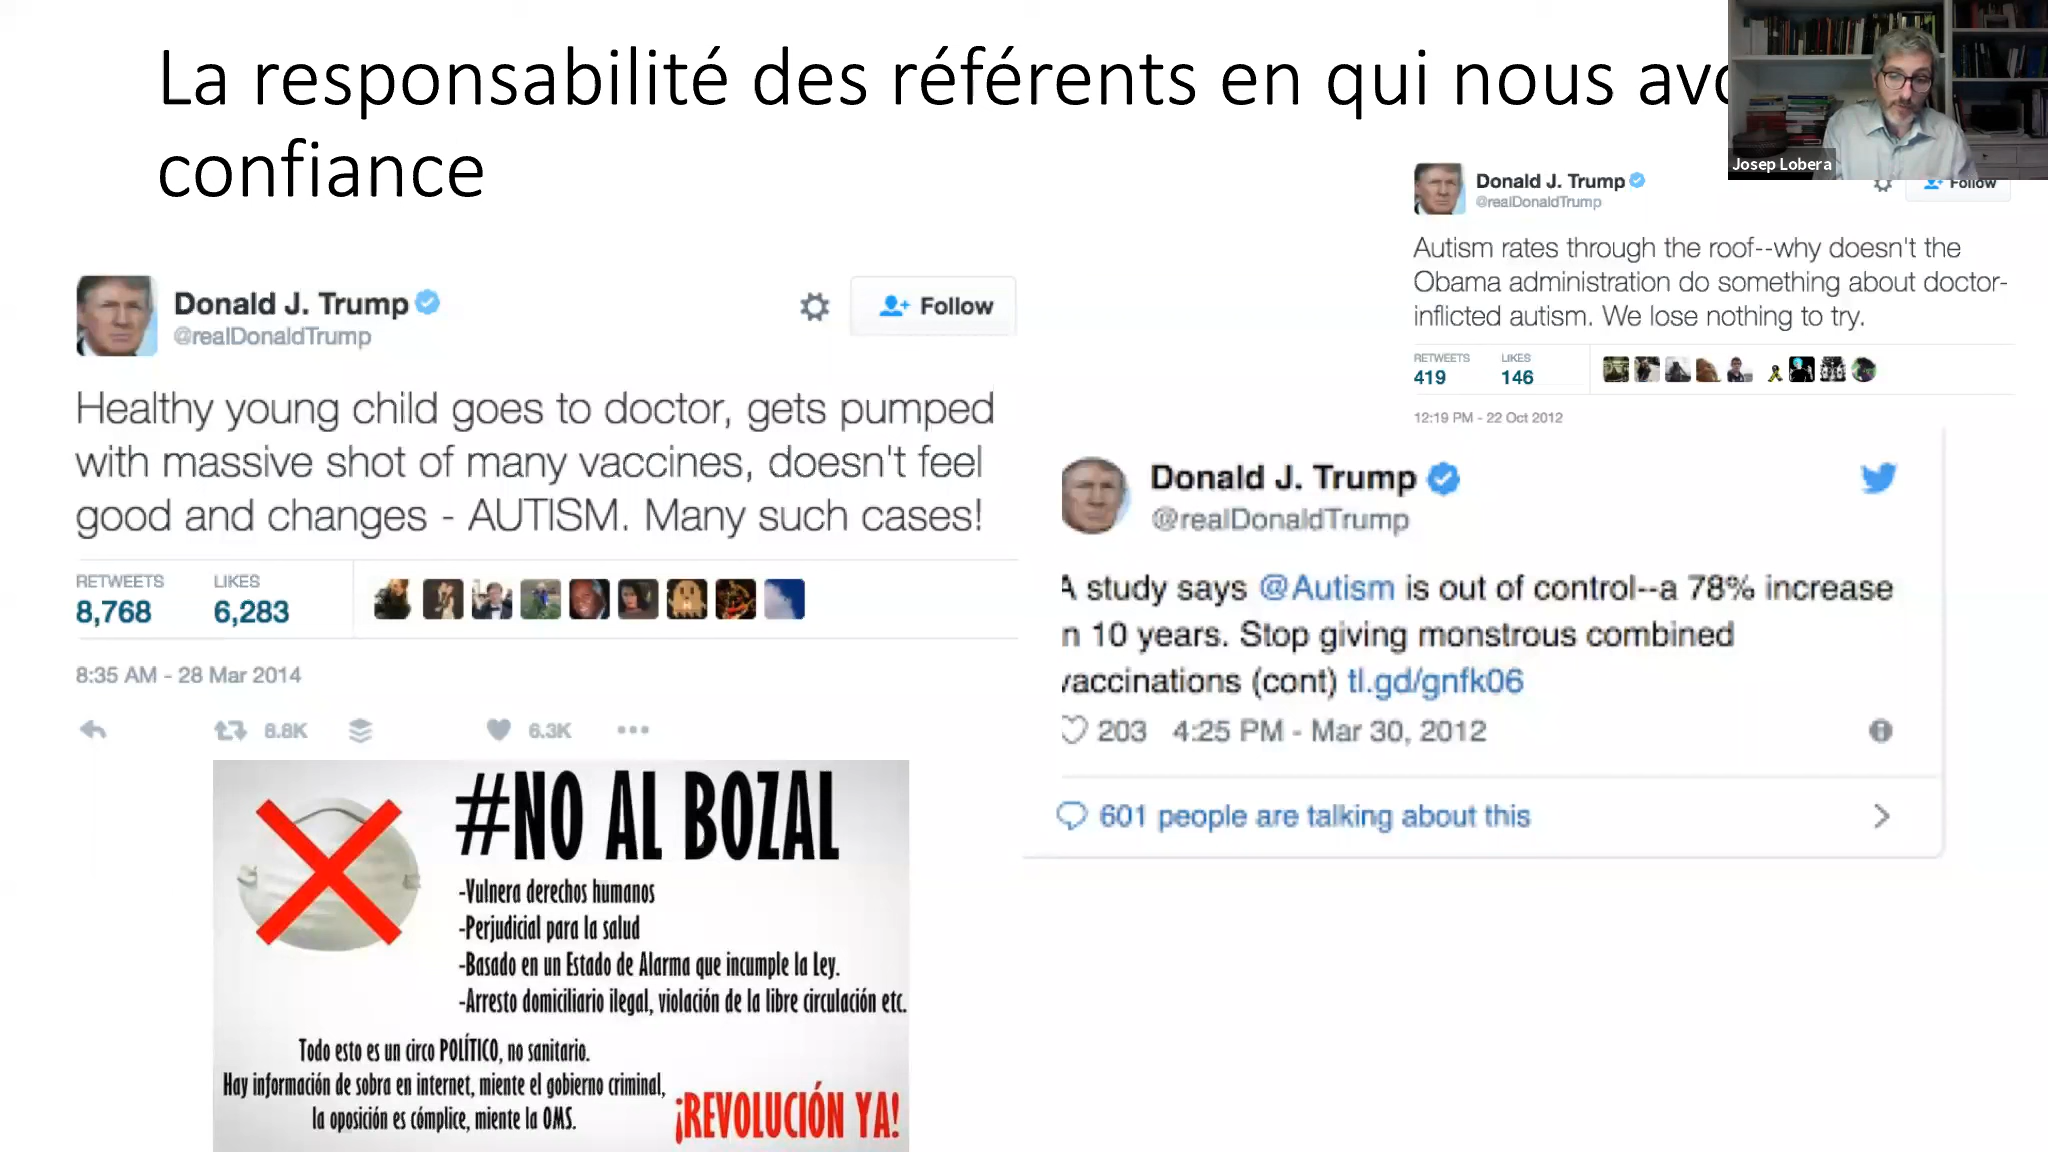 La responsabilité des référents en qui nous avo
confiance
Josep Lobera
Donald J. Trump
@realDonaldTrump
Follow
Healthy young child goes to doctor, gets pumped
with massive shot of many vaccines, doesn't feel
good and changes - AUTISM. Many such cases!
RETWEETS LIKES
8,768 6,283
8:35 AM - 28 Mar 2014
8.8K 6.3K
Donald J. Trump
@realDonaldTrump
Follow
Autism rates through the roof--why doesn't the
Obama administration do something about doctor-
inflicted autism. We lose nothing to try.
RETWEETS LIKES
419 146
12:19 PM - 22 Oct 2012
Donald J. Trump
@realDonaldTrump
A study says @Autism is out of control--a 78% increase
n 10 years. Stop giving monstrous combined
vaccinations (cont) tl.gd/gnfk06
203 4:25 PM - Mar 30, 2012
601 people are talking about this
#NO AL BOZAL
-Vulnera derechos humanos
-Perjudicial para la salud
-Basado en un Estado de Alarma que incumple la Ley.
-Arresto domiciliario ilegal, violación de la libre circulación etc.
Todo esto es un circo POLÍTICO, no sanitario.
Hay información de sobra en internet, miente el gobierno criminal,
la oposición es cómplice, miente la OMS.
¡REVOLUCIÓN YA!